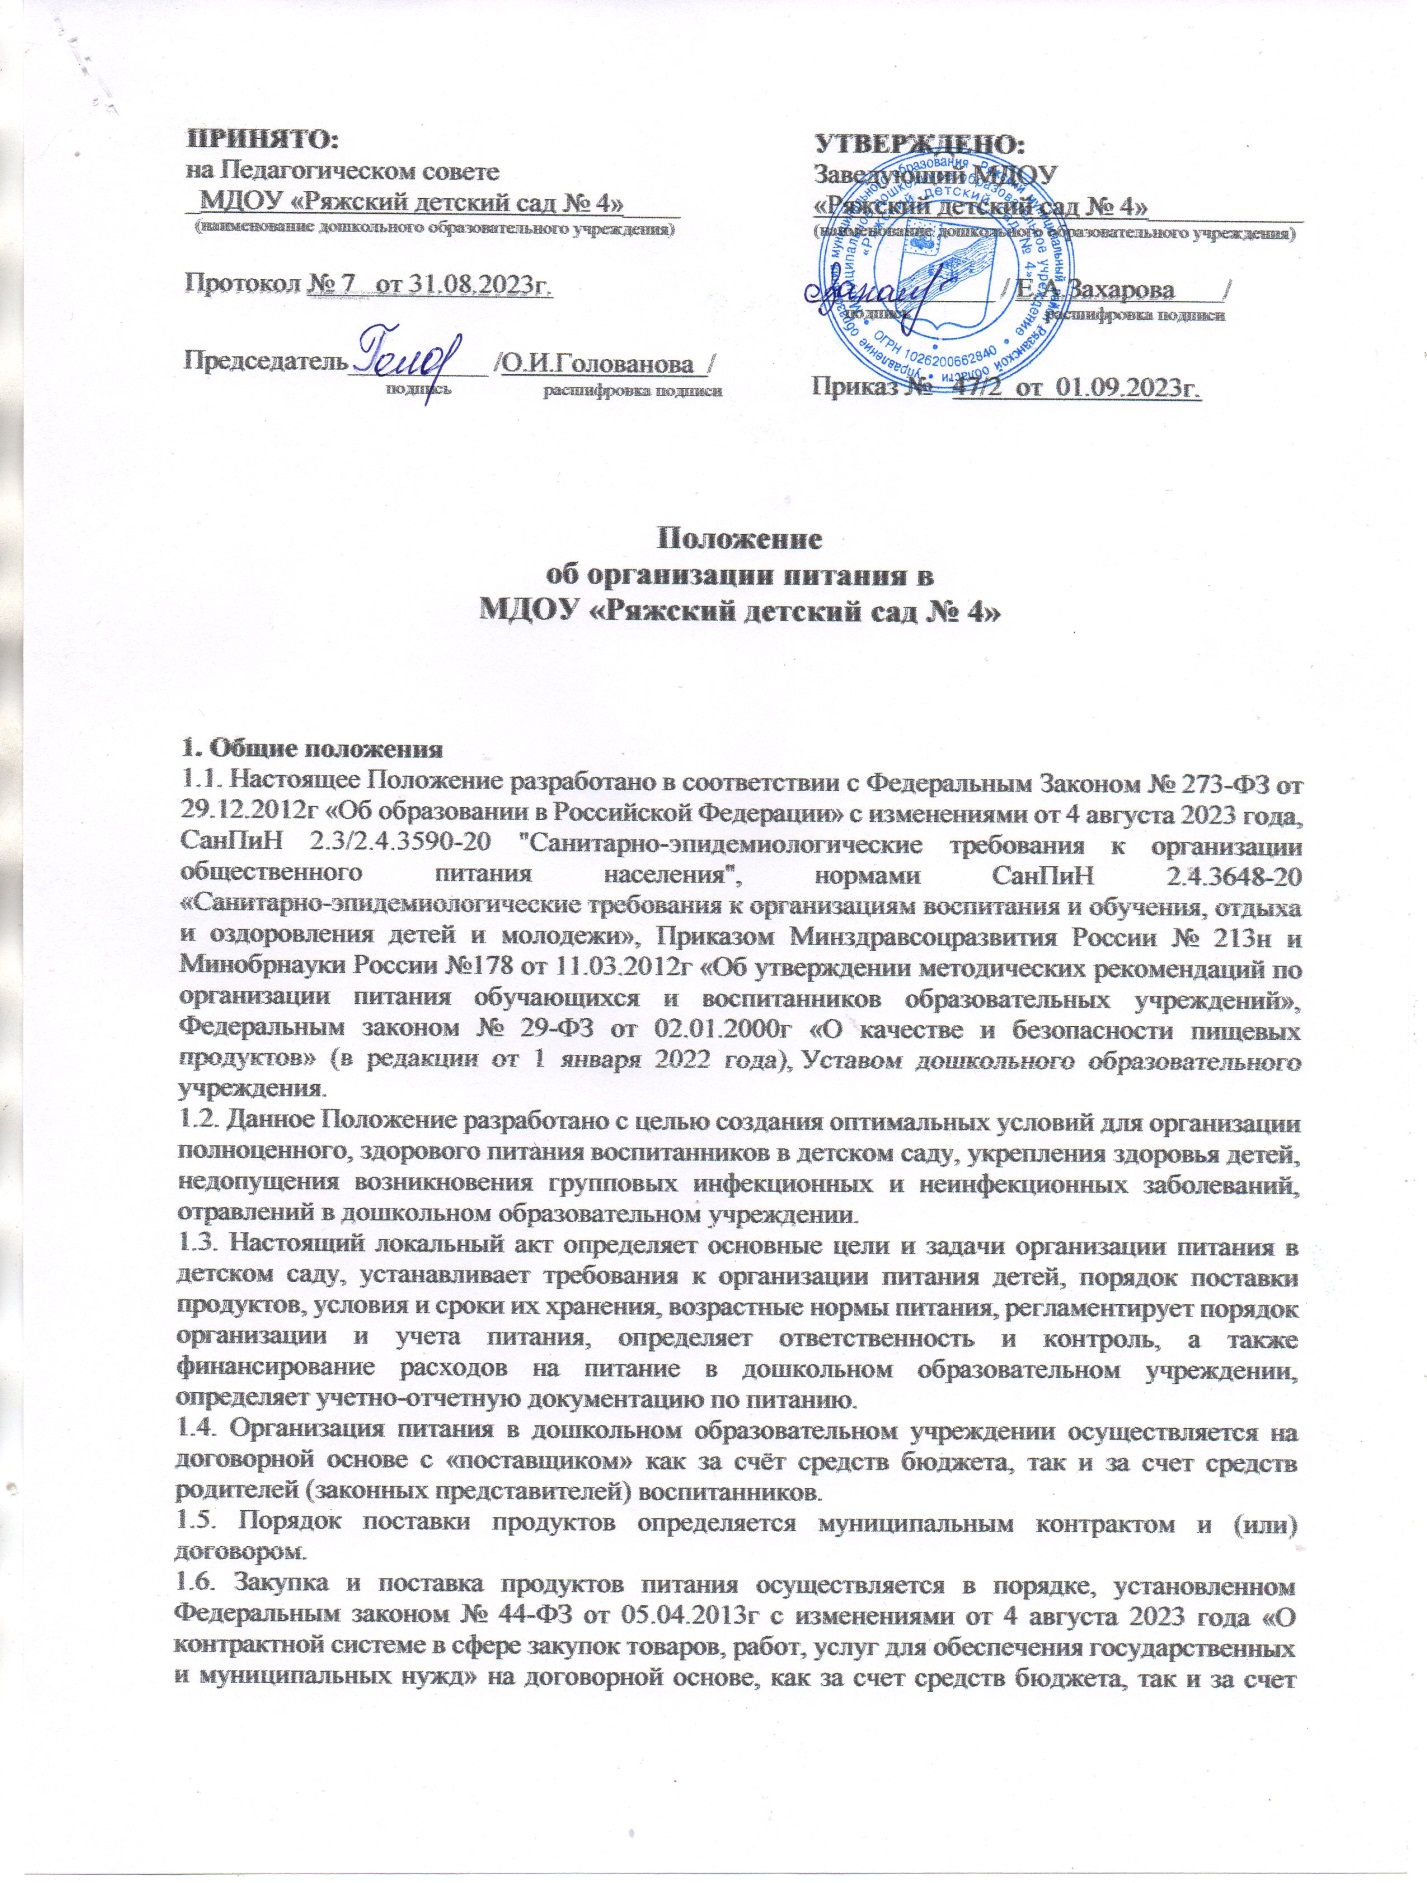 ПРИНЯТО:
на Педагогическом совете
МДОУ «Ряжский детский сад № 4»
(наименование дошкольного образовательного учреждения)
Протокол № 7 от 31.08.2023г.
Председатель /О.И.Голованова /
подпись расшифровка подписи
УТВЕРЖДЕНО:
Заведующий МДОУ
«Ряжский детский сад № 4»
(наименование дошкольного образовательного учреждения)
/ Е.А.Захарова /
подпись расшифровка подписи
Приказ № 47/2 от 01.09.2023г.
«Ряжский детский сад № 4»
ОГРН 1026200662840
Положение
об организации питания в
МДОУ «Ряжский детский сад № 4»
1. Общие положения
1.1. Настоящее Положение разработано в соответствии с Федеральным Законом № 273-ФЗ от
29.12.2012г «Об образовании в Российской Федерации» с изменениями от 4 августа 2023 года,
СанПиН 2.3/2.4.3590-20 "Санитарно-эпидемиологические требования к организации
общественного питания населения", нормами СанПиН 2.4.3648-20
«Санитарно-эпидемиологические требования к организациям воспитания и обучения, отдыха
и оздоровления детей и молодежи», Приказом Минздравсоцразвития России № 213н и
Минобрнауки России №178 от 11.03.2012г «Об утверждении методических рекомендаций по
организации питания обучающихся и воспитанников образовательных учреждений»,
Федеральным законом № 29-ФЗ от 02.01.2000г «О качестве и безопасности пищевых
продуктов» (в редакции от 1 января 2022 года), Уставом дошкольного образовательного
учреждения.
1.2. Данное Положение разработано с целью создания оптимальных условий для организации
полноценного, здорового питания воспитанников в детском саду, укрепления здоровья детей,
недопущения возникновения групповых инфекционных и неинфекционных заболеваний,
отравлений в дошкольном образовательном учреждении.
1.3. Настоящий локальный акт определяет основные цели и задачи организации питания в
детском саду, устанавливает требования к организации питания детей, порядок поставки
продуктов, условия и сроки их хранения, возрастные нормы питания, регламентирует порядок
организации и учета питания, определяет ответственность и контроль, а также
финансирование расходов на питание в дошкольном образовательном учреждении,
определяет учетно-отчетную документацию по питанию.
1.4. Организация питания в дошкольном образовательном учреждении осуществляется на
договорной основе с «поставщиком» как за счёт средств бюджета, так и за счет средств
родителей (законных представителей) воспитанников.
1.5. Порядок поставки продуктов определяется муниципальным контрактом и (или)
договором.
1.6. Закупка и поставка продуктов питания осуществляется в порядке, установленном
Федеральным законом № 44-ФЗ от 05.04.2013г с изменениями от 4 августа 2023 года «О
контрактной системе в сфере закупок товаров, работ, услуг для обеспечения государственных
и муниципальных нужд» на договорной основе, как за счет средств бюджета, так и за счет